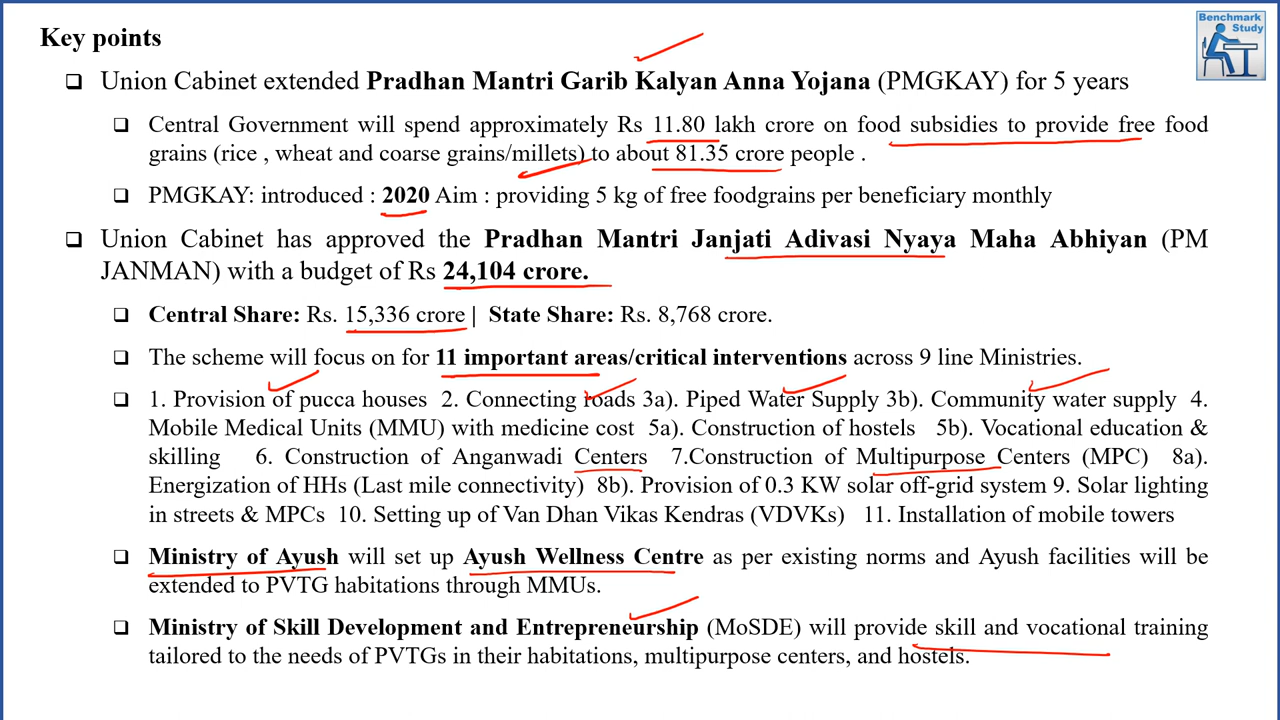 Key points
Benchmark
Study
❑ Union Cabinet extended Pradhan Mantri Garib Kalyan Anna Yojana (PMGKAY) for 5 years
❑ Central Government will spend approximately Rs 11.80 lakh crore on food subsidies to provide free food
grains (rice , wheat and coarse grains/millets) to about 81.35 crore people .
❑ PMGKAY: introduced : 2020 Aim : providing 5 kg of free foodgrains per beneficiary monthly
❑ Union Cabinet has approved the Pradhan Mantri Janjati Adivasi Nyaya Maha Abhiyan (PM
JANMAN) with a budget of Rs 24,104 crore.
❑ Central Share: Rs. 15,336 crore | State Share: Rs. 8,768 crore.
❑ The scheme will focus on for 11 important areas/critical interventions across 9 line Ministries.
❑ 1. Provision of pucca houses 2. Connecting roads 3a). Piped Water Supply 3b). Community water supply 4.
Mobile Medical Units (MMU) with medicine cost 5a). Construction of hostels 5b). Vocational education &
skilling 6. Construction of Anganwadi Centers 7.Construction of Multipurpose Centers (MPC) 8a).
Energization of HHs (Last mile connectivity) 8b). Provision of 0.3 KW solar off-grid system 9. Solar lighting
in streets & MPCs 10. Setting up of Van Dhan Vikas Kendras (VDVKs) 11. Installation of mobile towers
❑ Ministry of Ayush will set up Ayush Wellness Centre as per existing norms and Ayush facilities will be
extended to PVTG habitations through MMUs.
❑ Ministry of Skill Development and Entrepreneurship (MoSDE) will provide skill and vocational training
tailored to the needs of PVTGs in their habitations, multipurpose centers, and hostels.